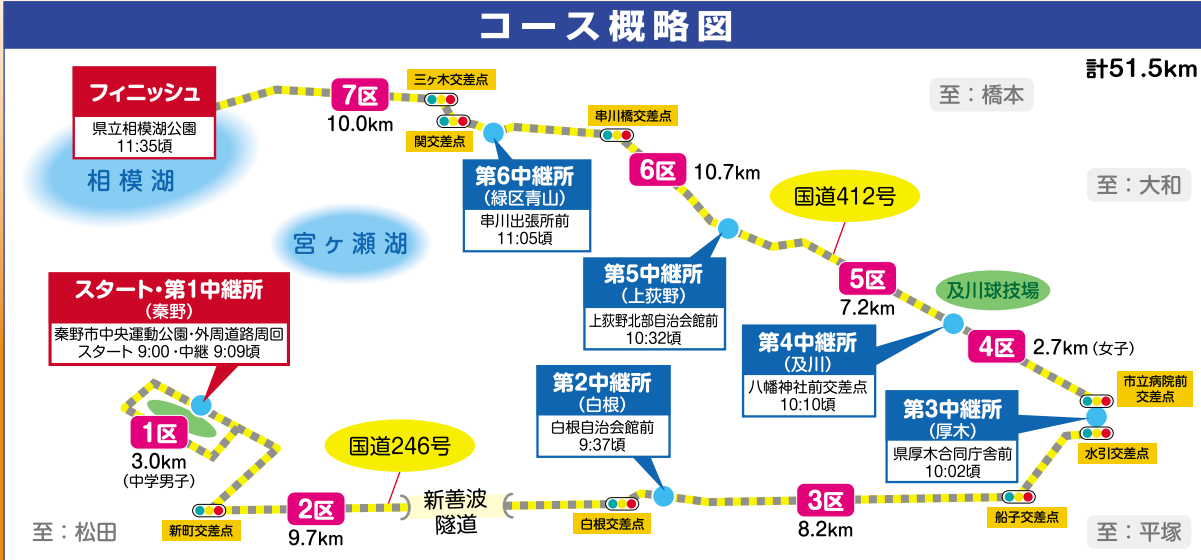 コース概略図
計51.5km
フィニッシュ
県立相模湖公園
11:35頃
相模湖
7区
10.0km
三ヶ木交差点
関交差点
串川橋交差点
至：橋本
第6中継所
(緑区青山)
串川出張所前
11:05頃
6区
10.7km
至：大和
国道412号
宮ヶ瀬湖
第5中継所
(上荻野)
上荻野北部自治会館前
10:32頃
5区
7.2km
及川球技場
スタート・第1中継所
(秦野)
秦野市中央運動公園・外周道路周回
スタート 9:00・中継 9:09頃
第4中継所
(及川)
八幡神社前交差点
10:10頃
4区
2.7km (女子)
市立病院前
交差点
第3中継所
(厚木)
県厚木合同庁舎前
10:02頃
水引交差点
第2中継所
(白根)
白根自治会館前
9:37頃
1区
3.0km
(中学男子)
国道246号
新町交差点
2区
9.7km
新善波
隧道
白根交差点
3区
8.2km
船子交差点
至：松田
至：平塚